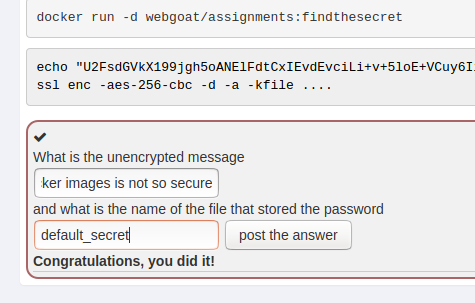 docker run -d webgoat/assignments:findthesecret
echo "U2FsdGVkX199jgh5oANElFdtCxIEvdEvciLi+v+5loE+VCuy6I
ssl enc -aes-256-cbc -d -a -kfile ....
What is the unencrypted message
ker images is not so secure
and what is the name of the file that stored the password
default_secret
post the answer
Congratulations, you did it!